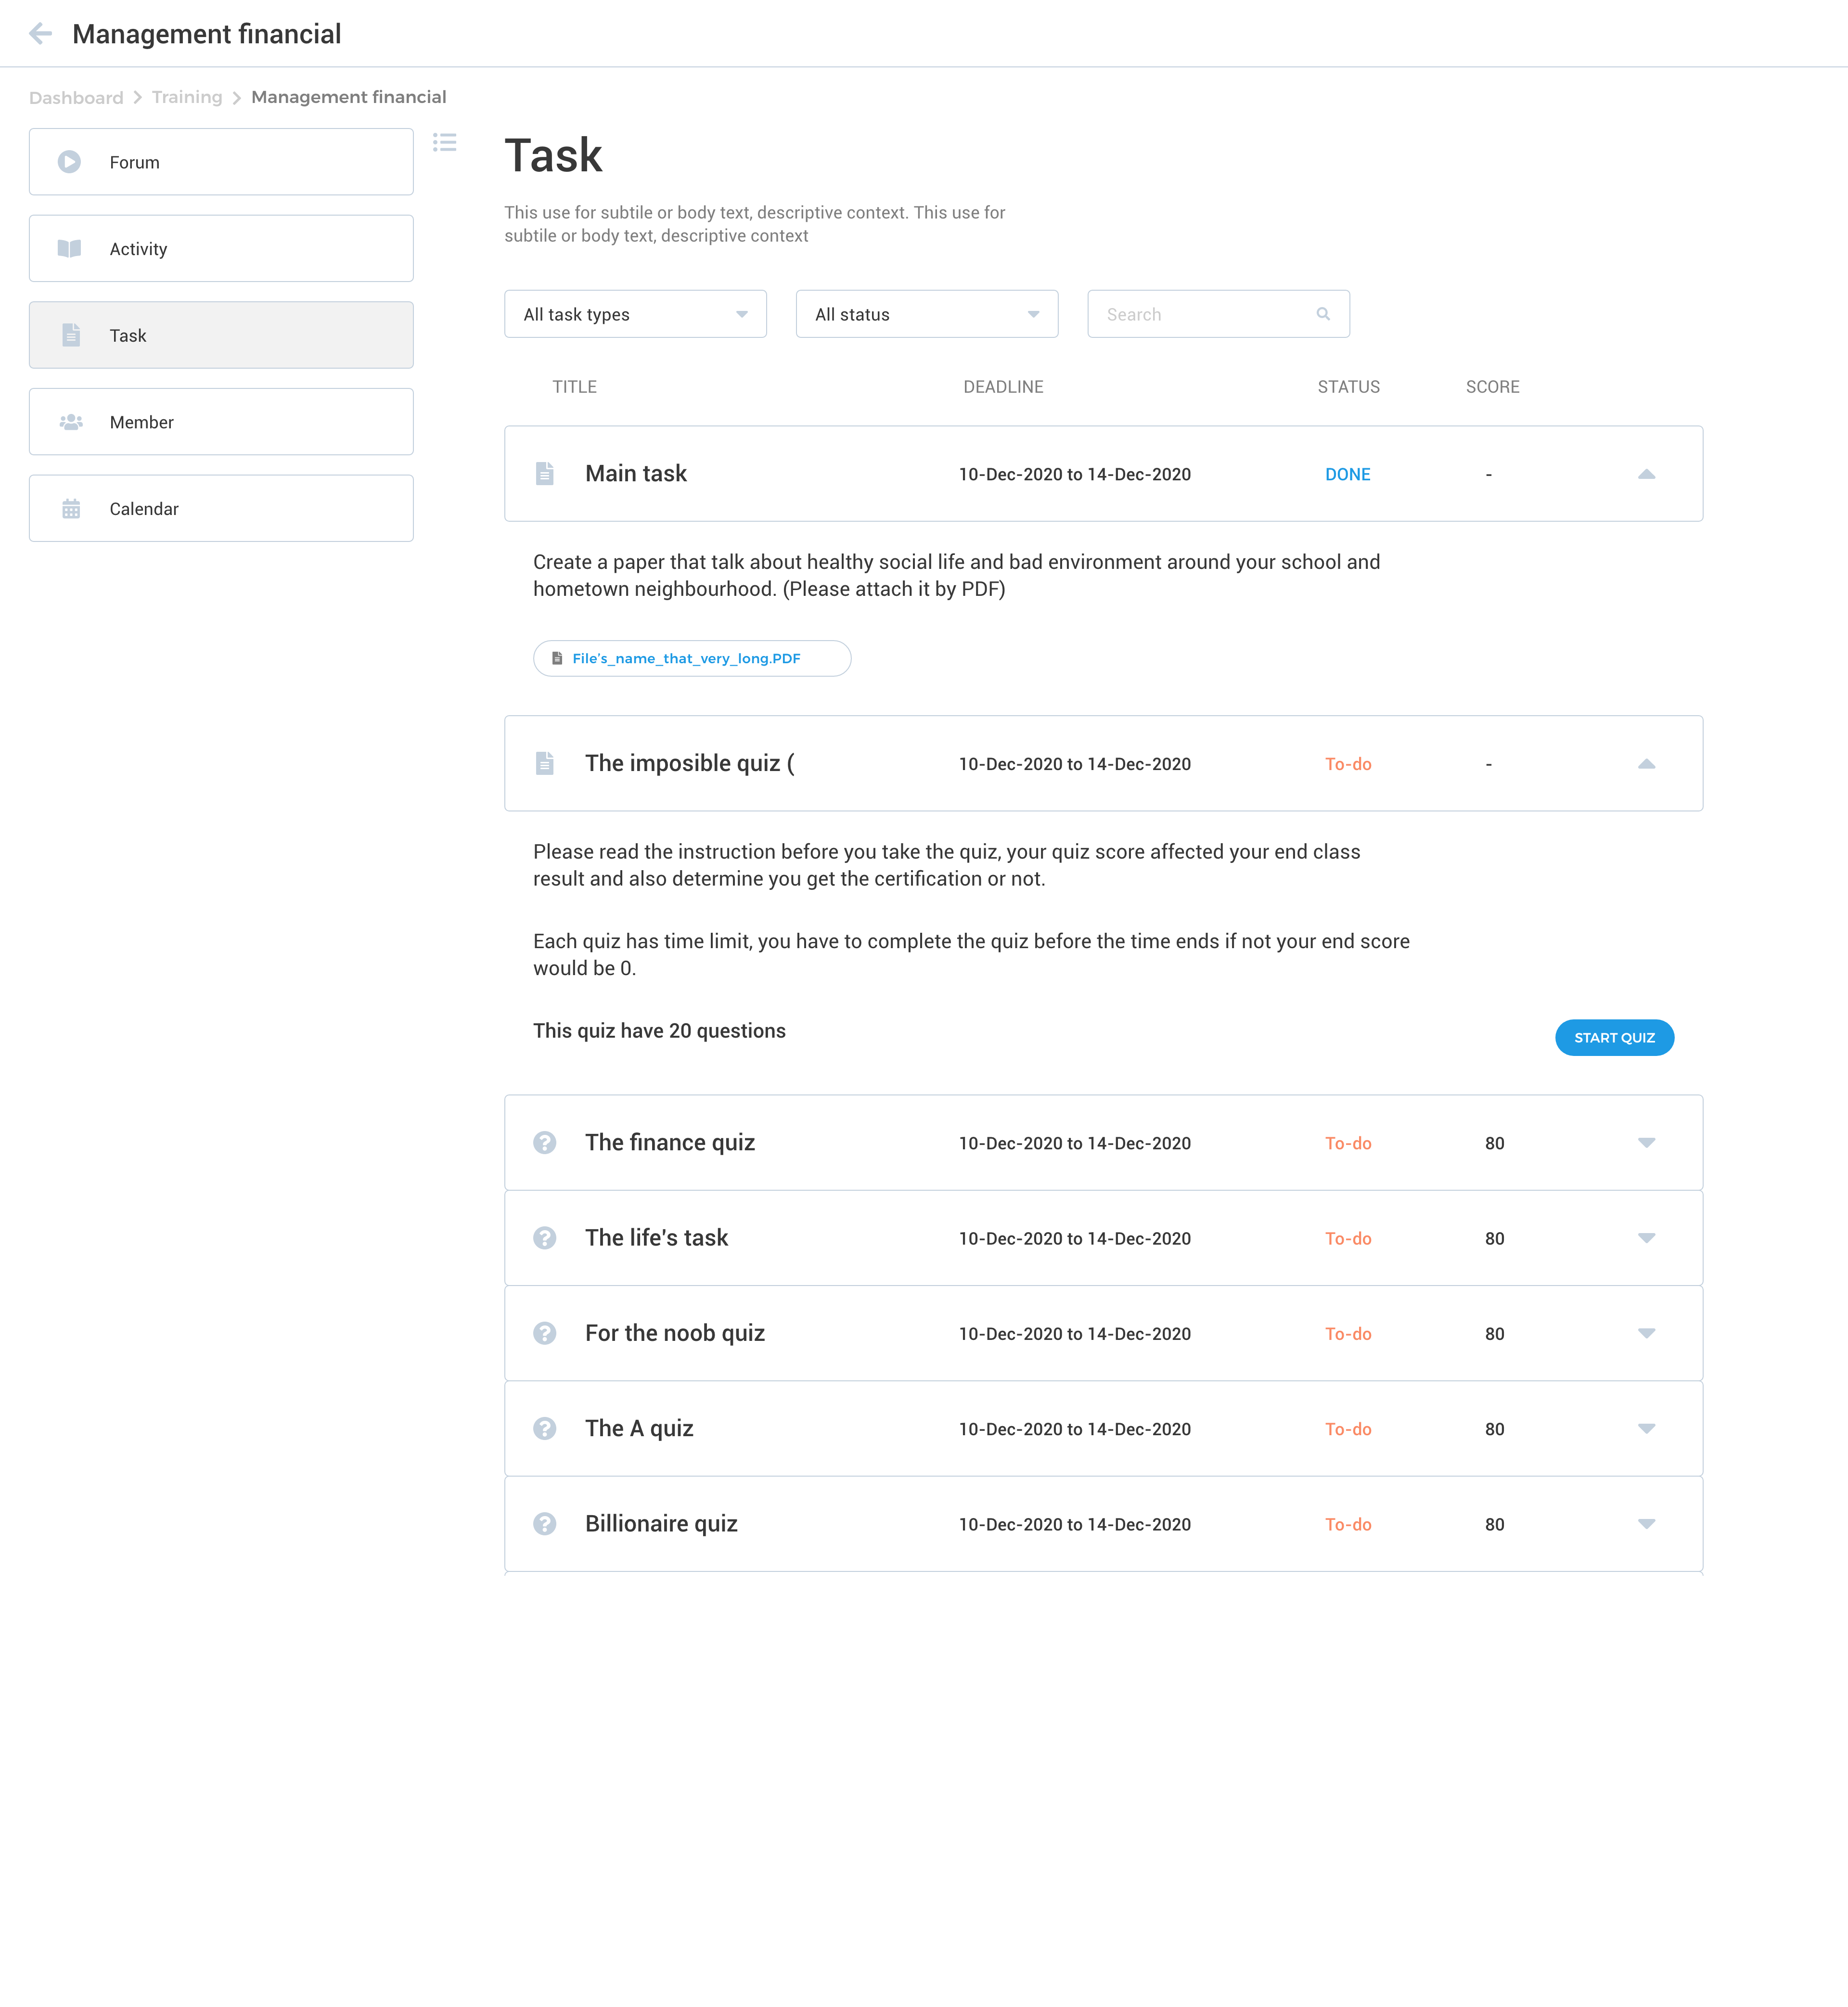 Management financial
Dashboard
Training
Management financial
Forum
Activity
Task
Member
Calendar
Task
This use for subtile or body text, descriptive context. This use for
subtile or body text, descriptive context
All task types
All status
Search
TITLE DEADLINE STATUS SCORE
Main task 10-Dec-2020 to 14-Dec-2020 DONE -
Create a paper that talk about healthy social life and bad environment around your school and
hometown neighbourhood. (Please attach it by PDF)
File’s_name_that_very_long.PDF
The imposible quiz ( 10-Dec-2020 to 14-Dec-2020 To-do -
Please read the instruction before you take the quiz, your quiz score affected your end class
result and also determine you get the certification or not.
Each quiz has time limit, you have to complete the quiz before the time ends if not your end score
would be 0.
This quiz have 20 questions
START QUIZ
The finance quiz 10-Dec-2020 to 14-Dec-2020 To-do 80
The life's task 10-Dec-2020 to 14-Dec-2020 To-do 80
For the noob quiz 10-Dec-2020 to 14-Dec-2020 To-do 80
The A quiz 10-Dec-2020 to 14-Dec-2020 To-do 80
Billionaire quiz 10-Dec-2020 to 14-Dec-2020 To-do 80